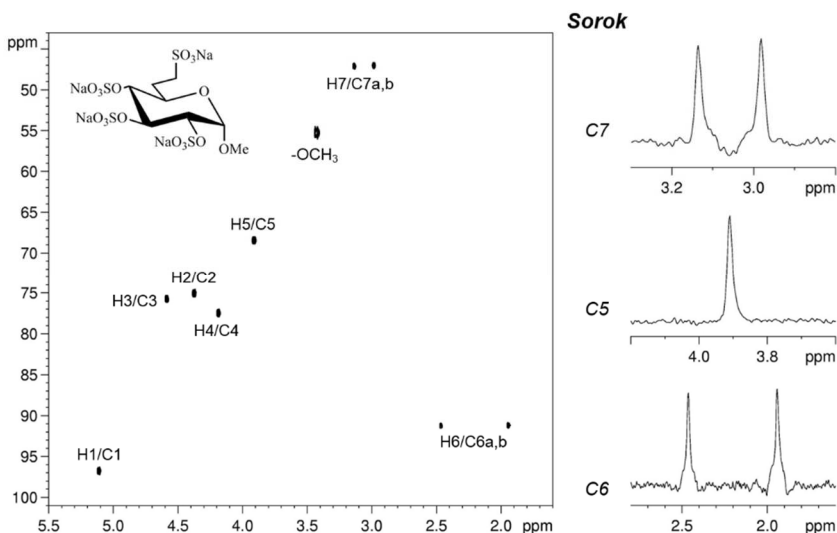 Sorok
ppm
50
55
60
65
70
75
80
85
90
95
100
SO₃Na
NaO₃SO
NaO₃SO
NaO₃SO
O
OMe
H7/C7a,b
-OCH₃
H5/C5
H2/C2
H3/C3
H4/C4
H6/C6a,b
H1/C1
5.5 5.0 4.5 4.0 3.5 3.0 2.5 2.0 ppm
C7
3.2 3.0 ppm
C5
4.0 3.8 ppm
C6
2.5 2.0 ppm